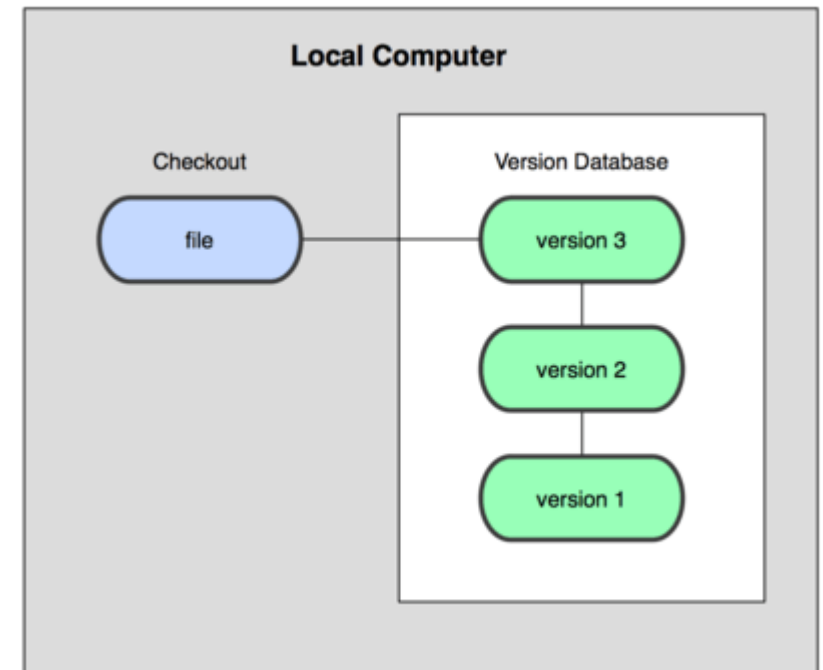 Local Computer
Checkout
Version Database
file
version 3
version 2
version 1